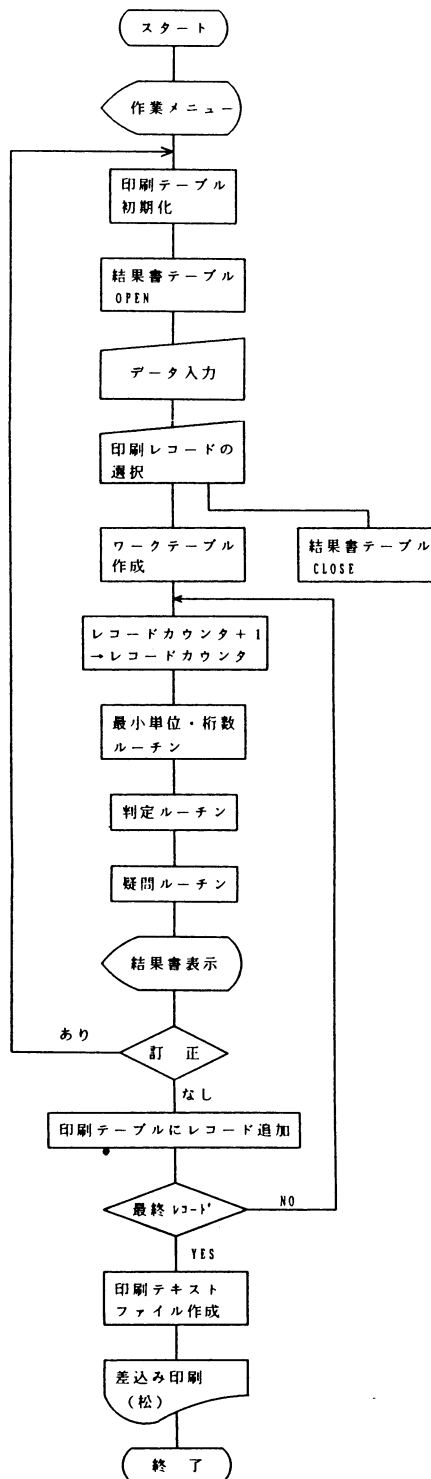 スタート
作業メニュー
印刷テーブル
初期化
結果書テーブル
OPEN
データ入力
印刷レコードの
選択
ワークテーブル
作成
結果書テーブル
CLOSE
レコードカウンタ+1
→レコードカウンタ
最小単位・桁数
ルーチン
判定ルーチン
疑問ルーチン
結果書表示
あり
訂 正
なし
印刷テーブルにレコード追加
最終レコード
NO
YES
印刷テキスト
ファイル作成
差込み印刷
(松)
終 了